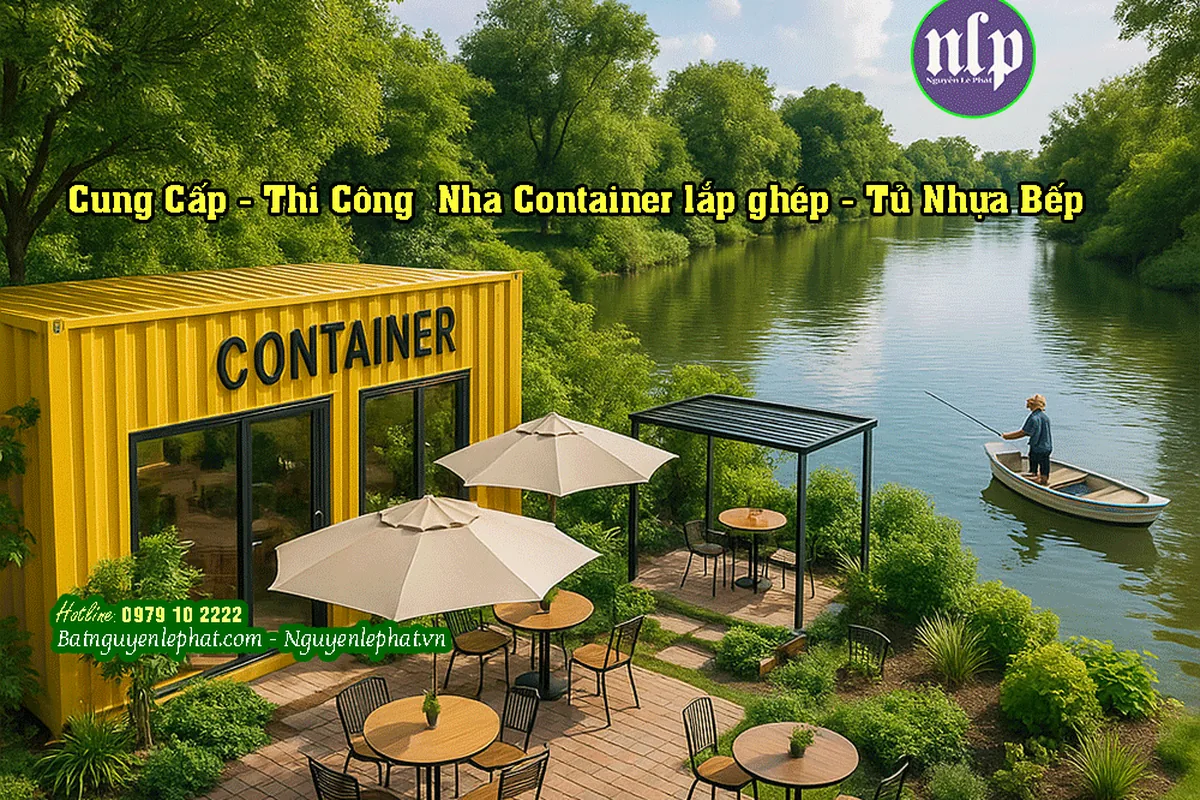 nlp
Nguyễn Lê Phát
Cung Cấp - Thi Công Nha Container lắp ghép - Tủ Nhựa Bếp
CONTAINER
Hotline: 0979 10 2222
Batnguyenlephat.com - Nguyenlephat.vn